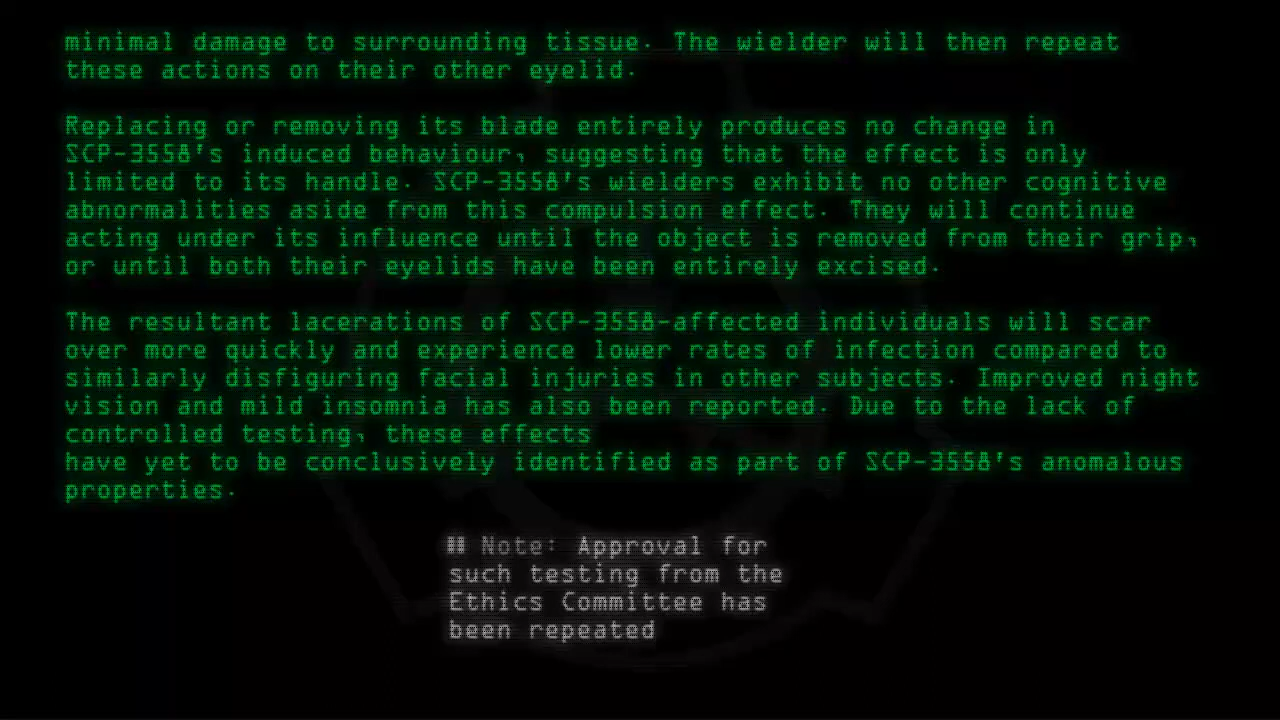 minimal damage to surrounding tissue. The wielder will then repeat
these actions on their other eyelid.
Replacing or removing its blade entirely produces no change in
SCP-3558's induced behaviour, suggesting that the effect is only
limited to its handle. SCP-3558's wielders exhibit no other cognitive
abnormalities aside from this compulsion effect. They will continue
acting under its influence until the object is removed from their grip,
or until both their eyelids have been entirely excised.
The resultant lacerations of SCP-3558-affected individuals will scar
over more quickly and experience lower rates of infection compared to
similarly disfiguring facial injuries in other subjects. Improved night
vision and mild insomnia has also been reported. Due to the lack of
controlled testing, these effects
have yet to be conclusively identified as part of SCP-3558's anomalous
properties.
Note: Approval for
such testing from the
Ethics Committee has
been repeated